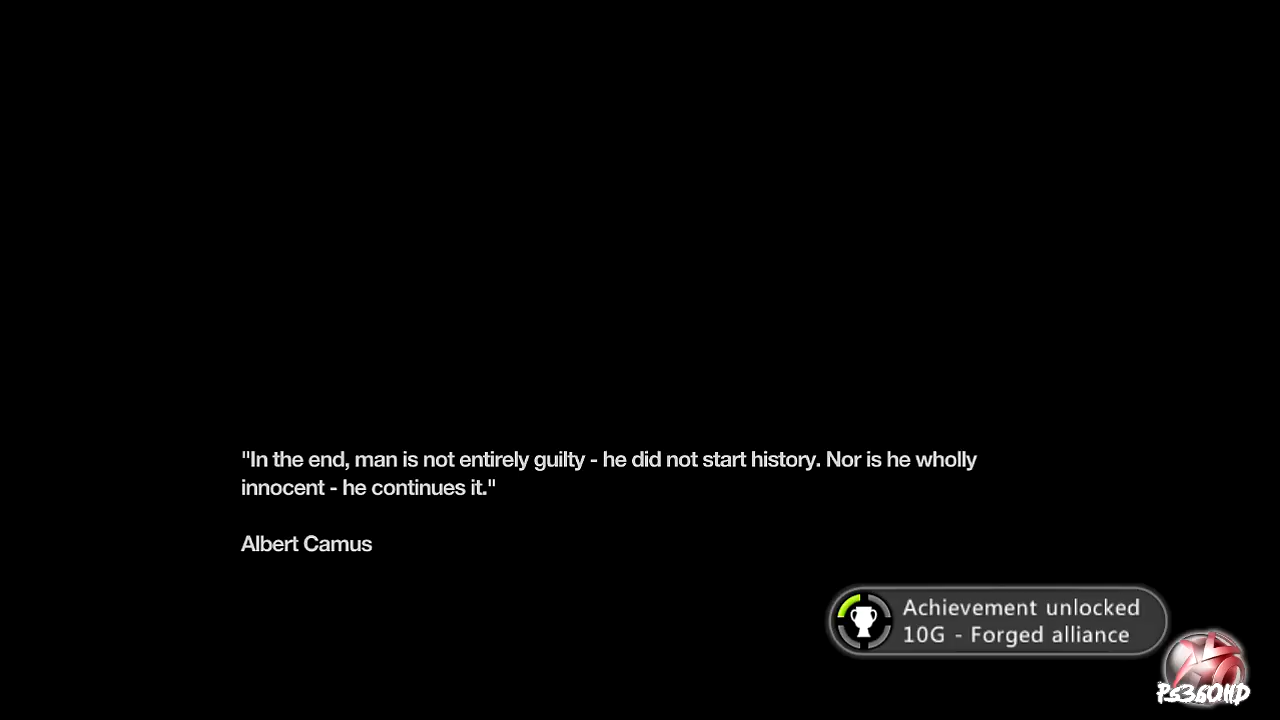 "In the end, man is not entirely guilty - he did not start history. Nor is he wholly
innocent - he continues it."
Albert Camus
Achievement unlocked
10G - Forged alliance
Ps360HD